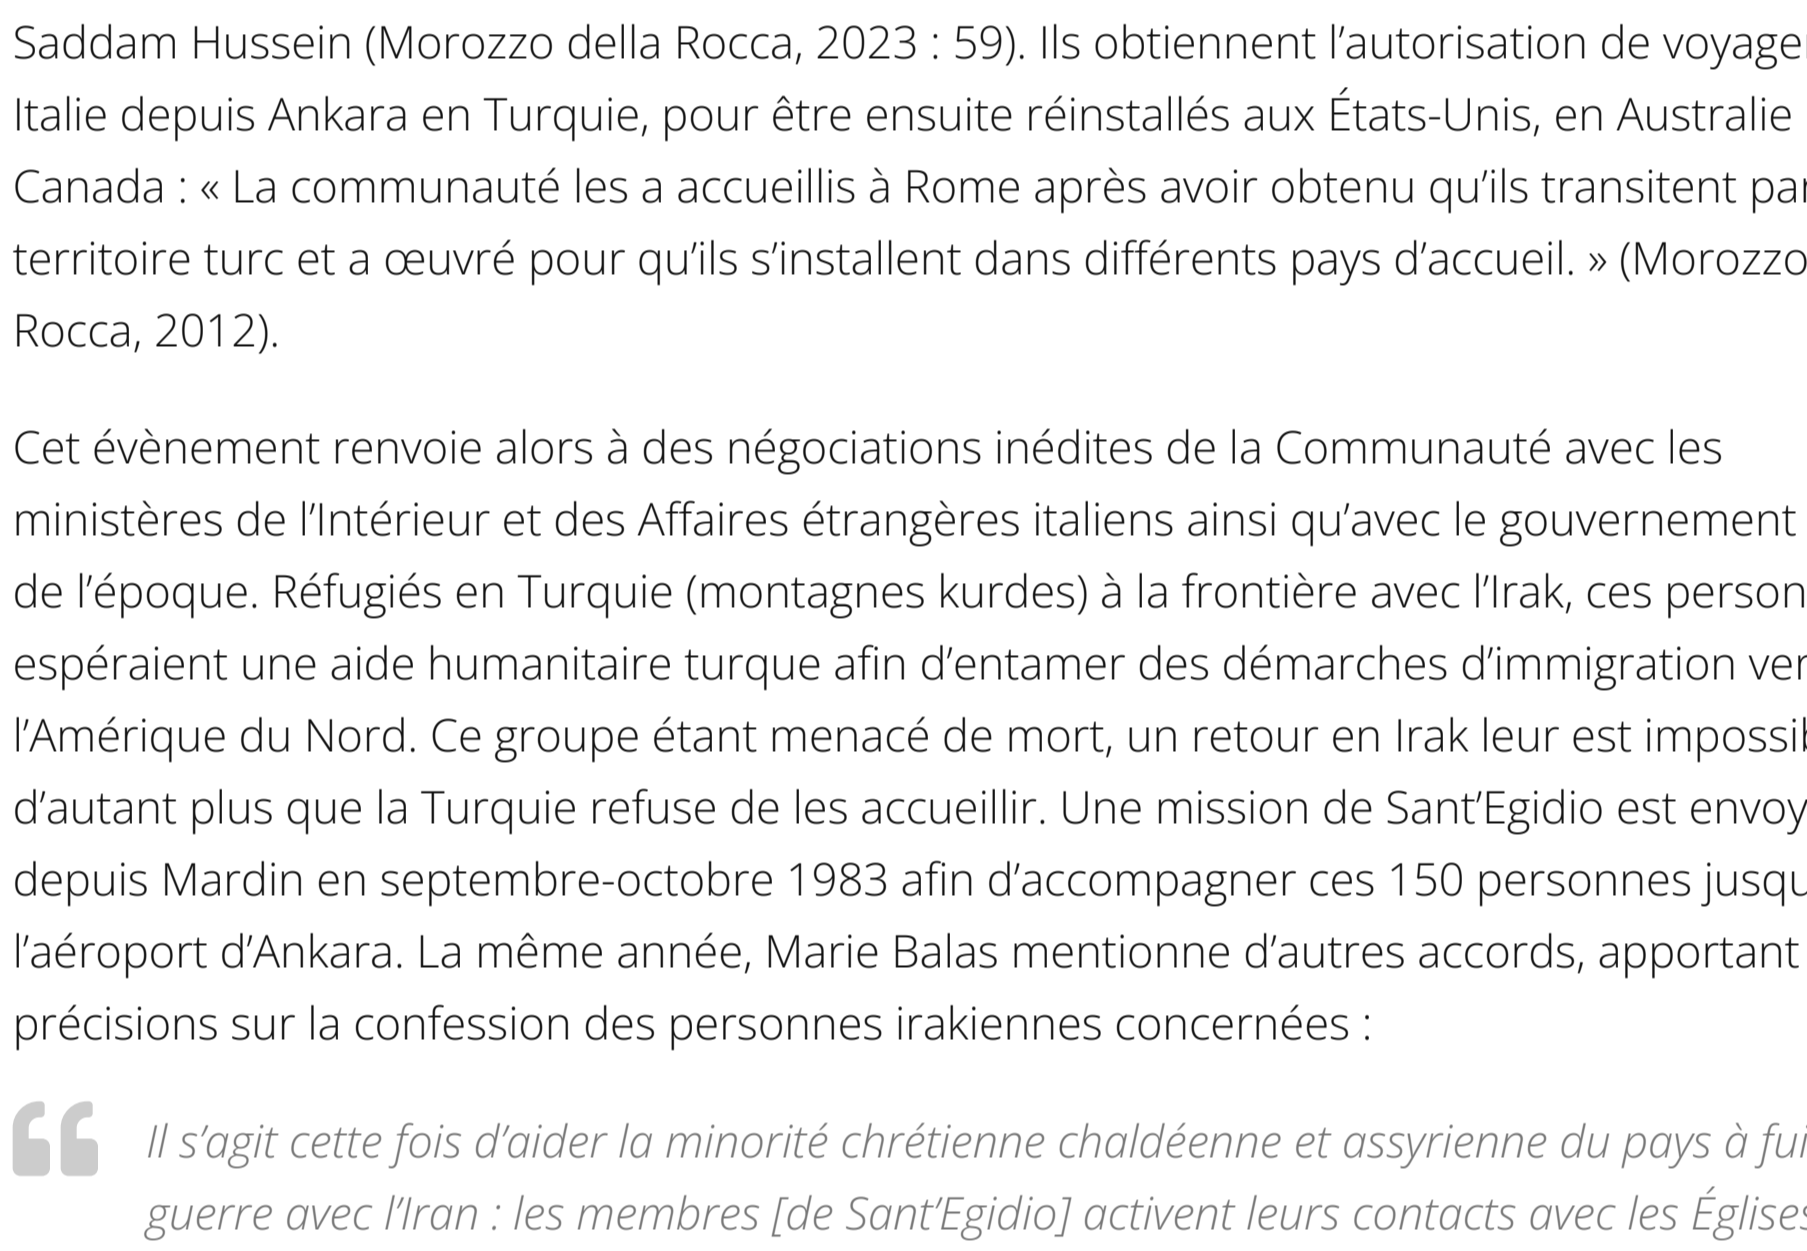 Saddam Hussein (Morozzo della Rocca, 2023 : 59). Ils obtiennent l’autorisation de voyage
Italie depuis Ankara en Turquie, pour être ensuite réinstallés aux États-Unis, en Australie
Canada : « La communauté les a accueillis à Rome après avoir obtenu qu’ils transitent par
territoire turc et a œuvré pour qu’ils s’installent dans différents pays d’accueil. » (Morozzo
Rocca, 2012).
Cet évènement renvoie alors à des négociations inédites de la Communauté avec les
ministères de l’Intérieur et des Affaires étrangères italiens ainsi qu’avec le gouvernement
de l’époque. Réfugiés en Turquie (montagnes kurdes) à la frontière avec l’Irak, ces person
espéraient une aide humanitaire turque afin d’entamer des démarches d’immigration ver
l’Amérique du Nord. Ce groupe étant menacé de mort, un retour en Irak leur est impossib
d’autant plus que la Turquie refuse de les accueillir. Une mission de Sant’Egidio est envoy
depuis Mardin en septembre-octobre 1983 afin d’accompagner ces 150 personnes jusqu
l’aéroport d’Ankara. La même année, Marie Balas mentionne d’autres accords, apportant
précisions sur la confession des personnes irakiennes concernées :
Il s’agit cette fois d’aider la minorité chrétienne chaldéenne et assyrienne du pays à fui
guerre avec l’Iran : les membres [de Sant’Egidio] activent leurs contacts avec les Églises